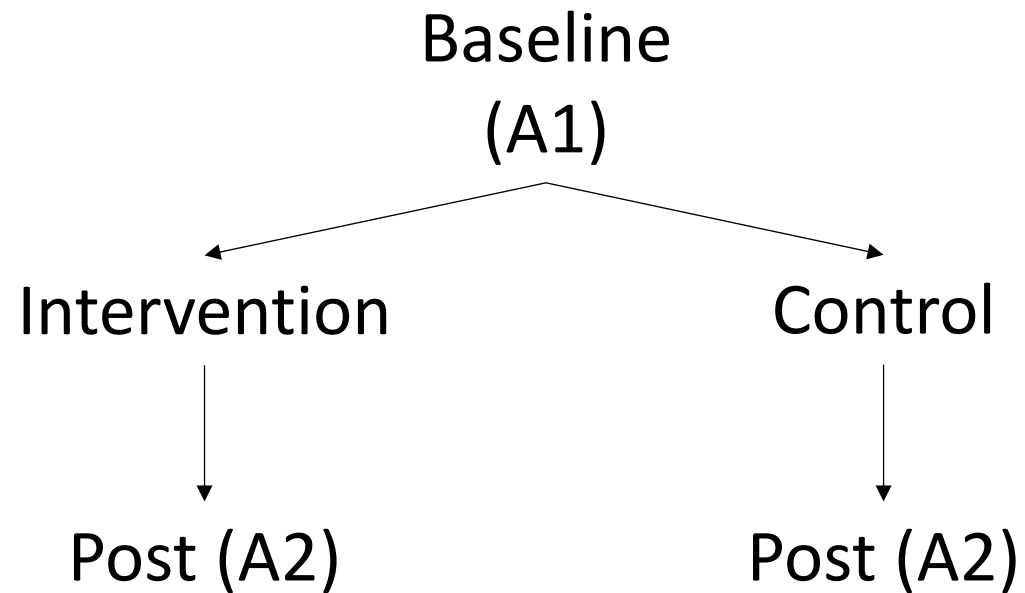 Baseline
(A1)
Intervention
Control
Post (A2)
Post (A2)